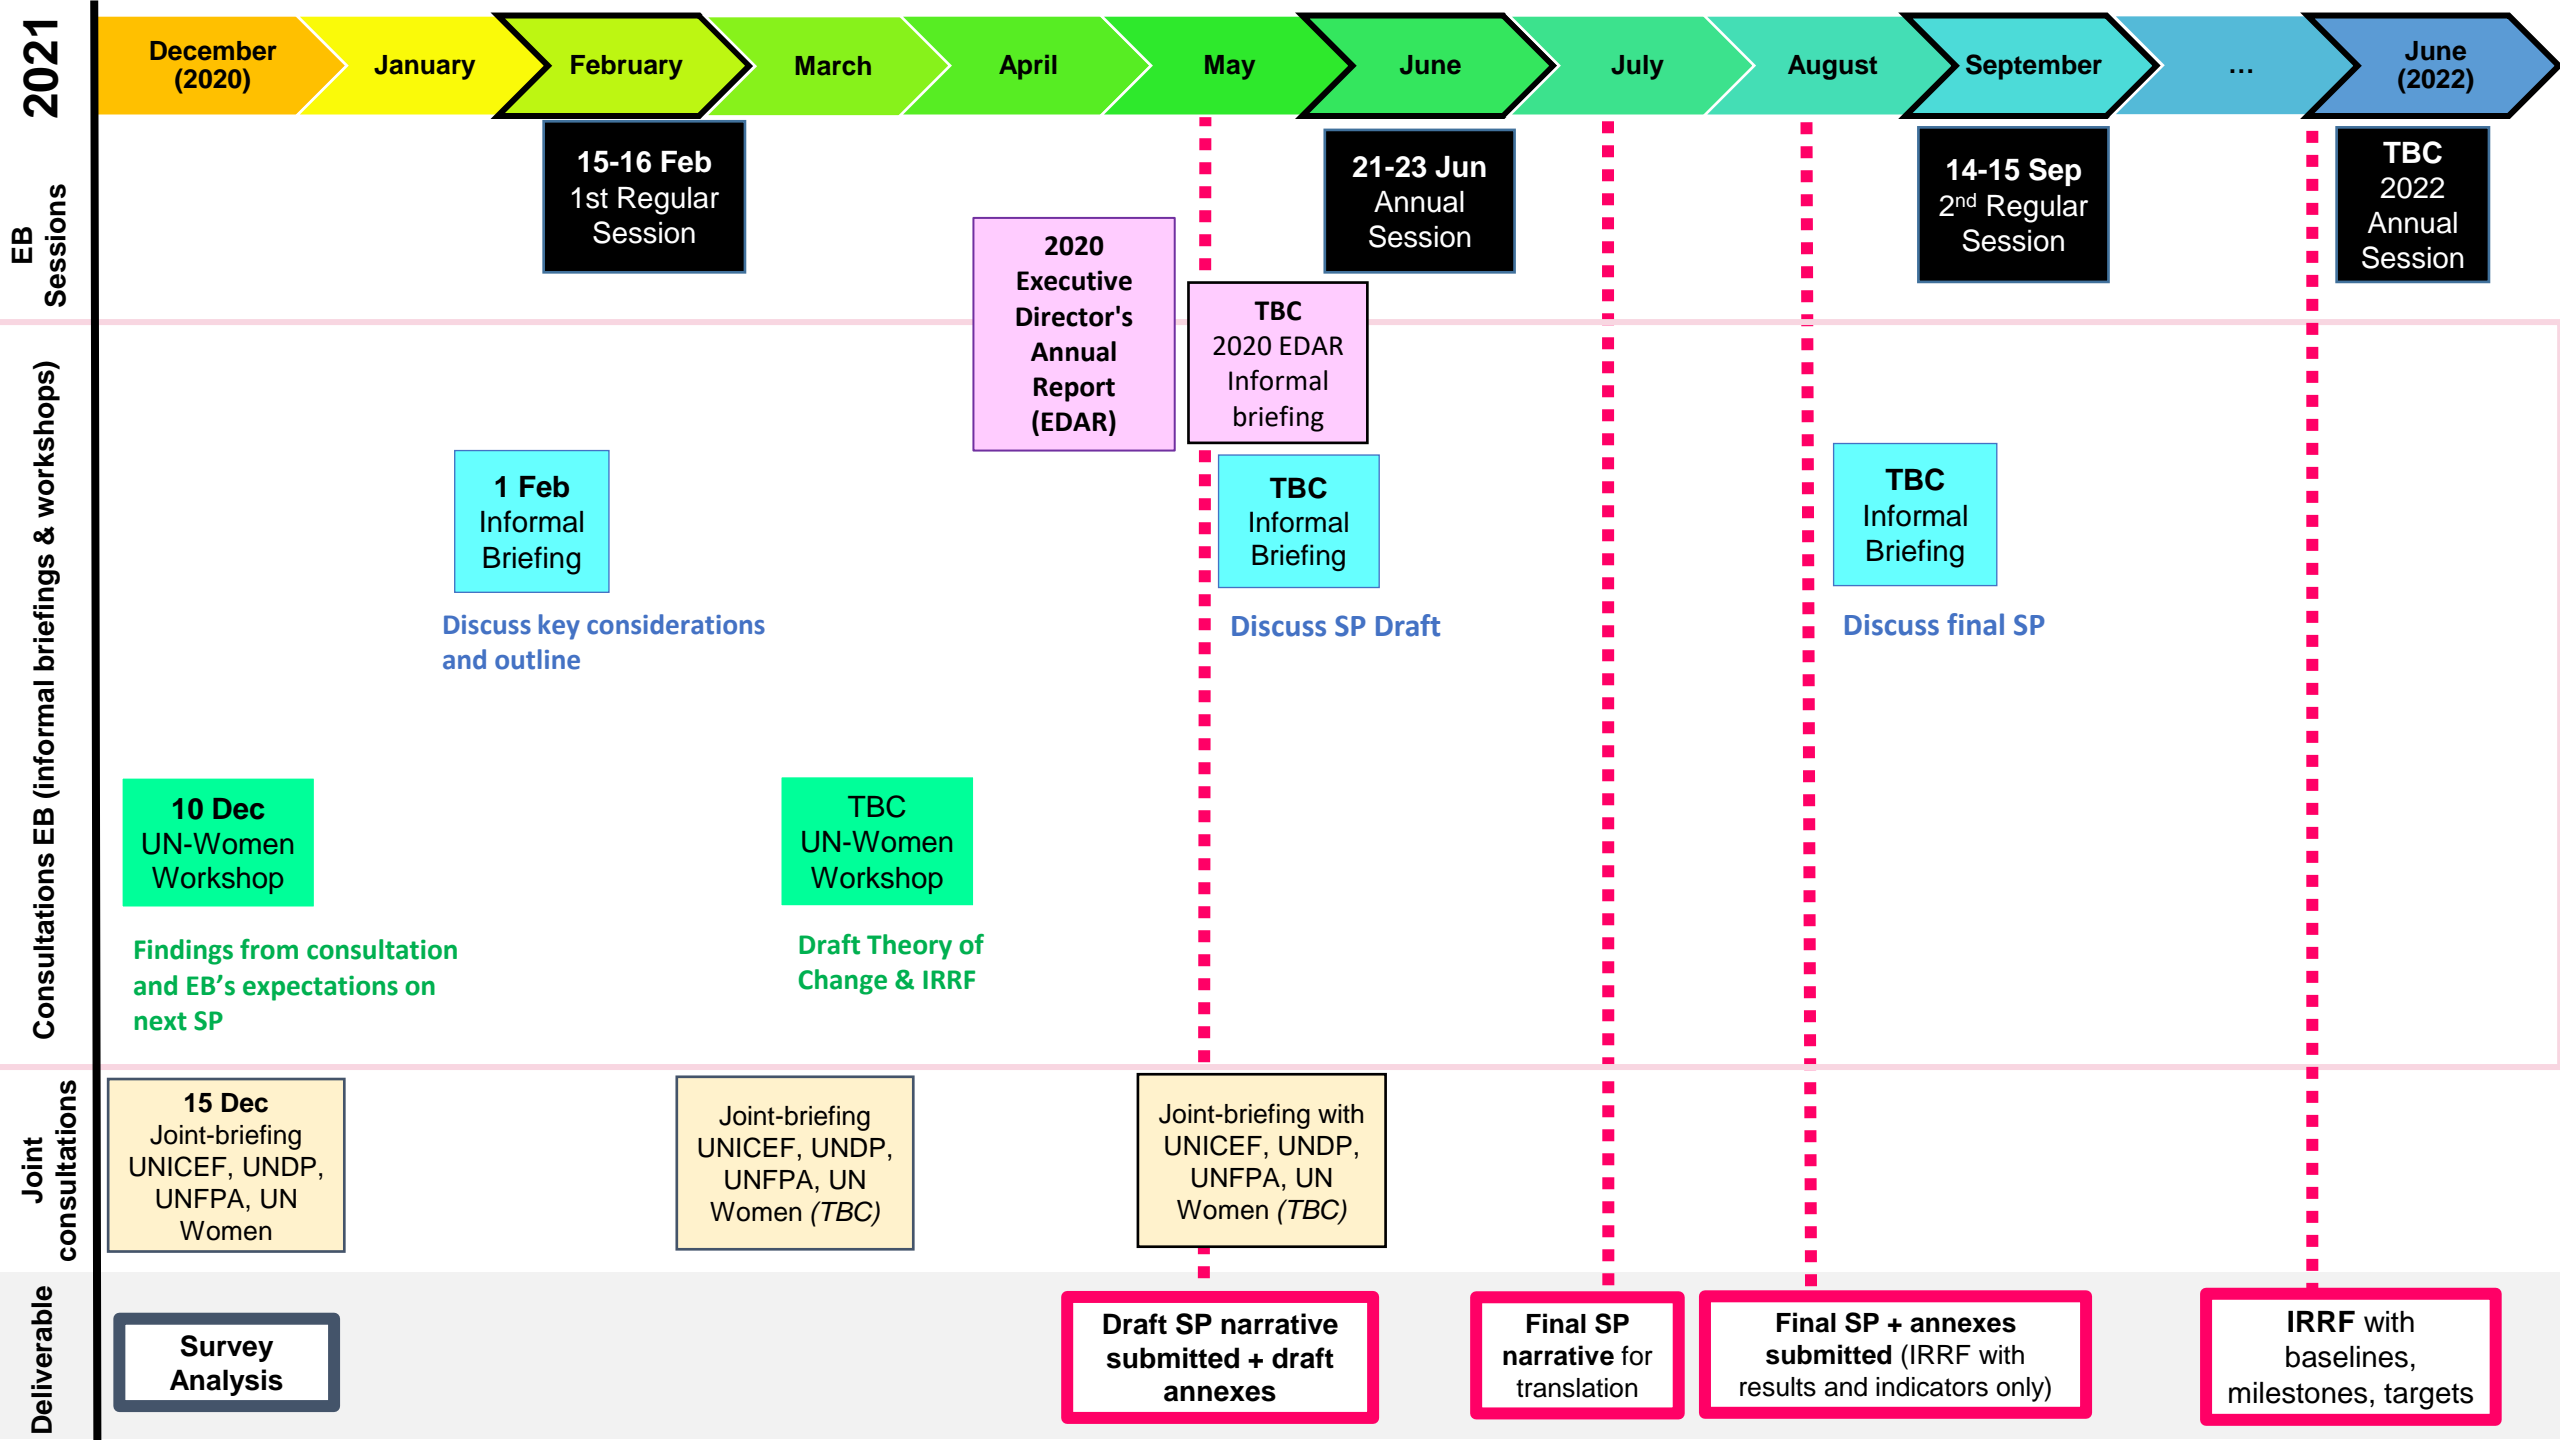 2021
December
(2020)
January
February
March
April
May
June
July
August
September
...
June
(2022)
EB
Sessions
15-16 Feb
1st Regular
Session
21-23 Jun
Annual
Session
14-15 Sep
2nd Regular
Session
TBC
2022
Annual
Session
2020
Executive
Director's
Annual
Report
(EDAR)
TBC
2020 EDAR
Informal
briefing
Consultations EB (informal briefings & workshops)
1 Feb
Informal
Briefing
Discuss key considerations
and outline
TBC
Informal
Briefing
Discuss SP Draft
TBC
Informal
Briefing
Discuss final SP
10 Dec
UN-Women
Workshop
Findings from consultation
and EB’s expectations on
next SP
TBC
UN-Women
Workshop
Draft Theory of
Change & IRRF
Joint
consultations
15 Dec
Joint-briefing
UNICEF, UNDP,
UNFPA, UN
Women
Joint-briefing
UNICEF, UNDP,
UNFPA, UN
Women (TBC)
Joint-briefing with
UNICEF, UNDP,
UNFPA, UN
Women (TBC)
Deliverable
Survey
Analysis
Draft SP narrative
submitted + draft
annexes
Final SP
narrative for
translation
Final SP + annexes
submitted (IRRF with
results and indicators only)
IRRF with
baselines,
milestones, targets